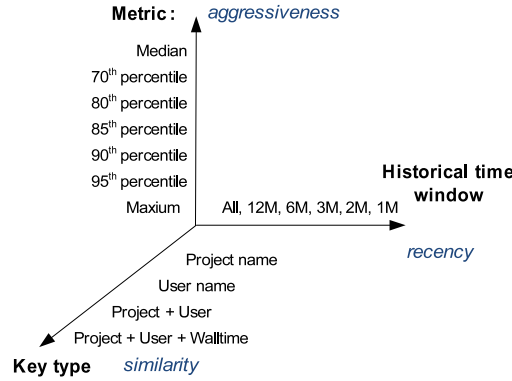 Metric : aggressiveness
Median
70th percentile
80th percentile
85th percentile
90th percentile
95th percentile
Maxium
Historical time
window
All, 12M, 6M, 3M, 2M, 1M
recency
Project name
User name
Project + User
Project + User + Walltime
Key type similarity